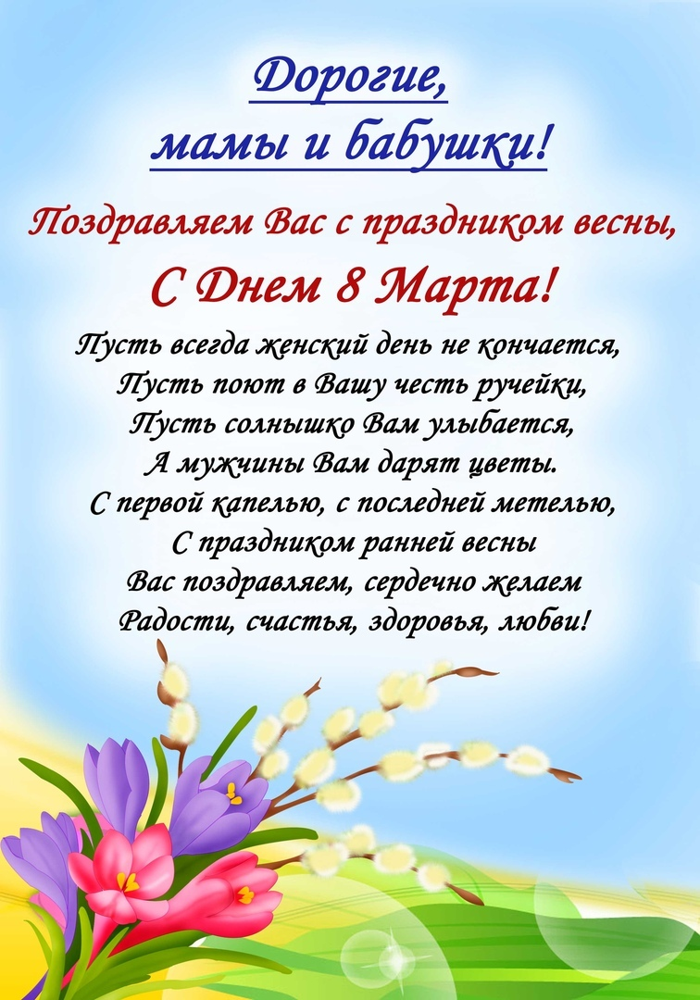 Дорогие,
мамы и бабушки!
Поздравляем Вас с праздником весны,
С Днем 8 Марта!
Пусть всегда женский день не кончается,
Пусть поют в Вашу честь ручейки,
Пусть солнышко Вам улыбается,
А мужчины Вам дарят цветы.
С первой капелью, с последней метелью,
С праздником ранней весны
Вас поздравляем, сердечно желаем
Радости, счастья, здоровья, любви!